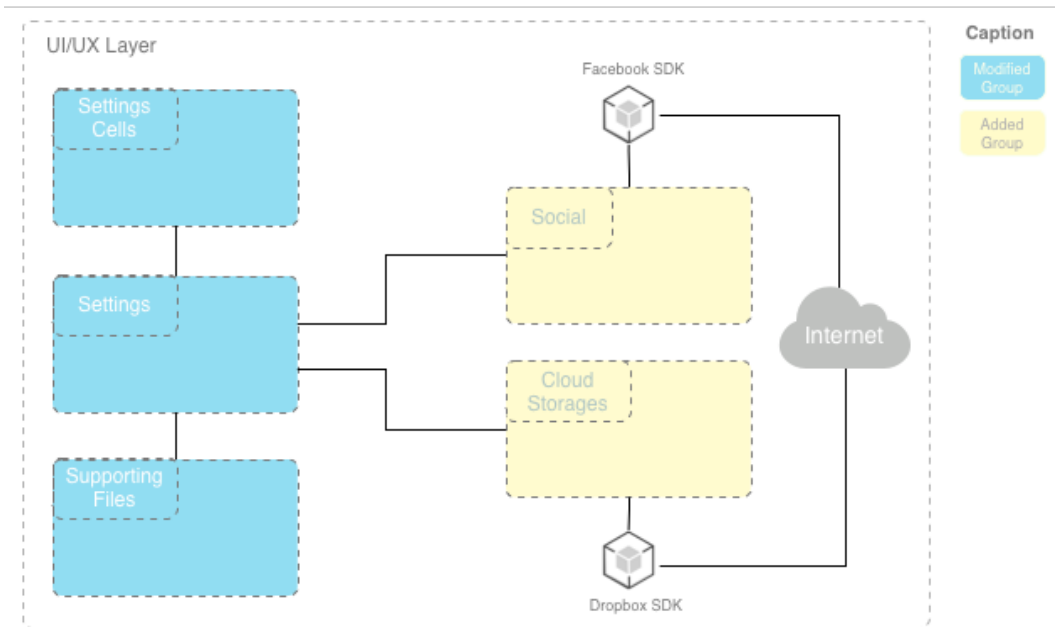 UI/UX Layer
Caption
Modified
Group
Added
Group
Facebook SDK
Settings
Cells
Social
Settings
Internet
Cloud
Storages
Supporting
Files
Dropbox SDK